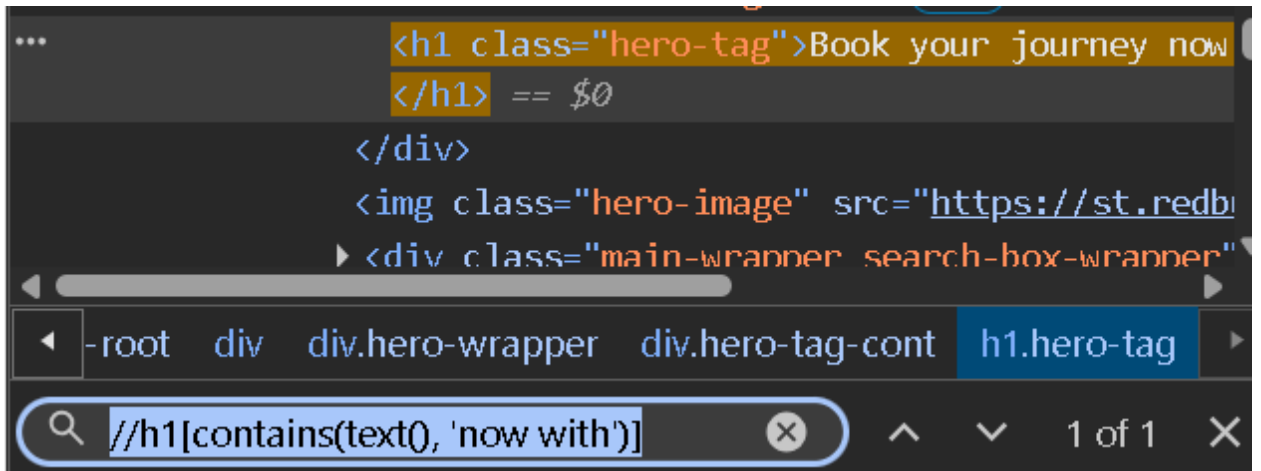 <h1 class="hero-tag">Book your journey now
</h1> == $0
</div>
<img class="hero-image" src="https://st.redb
<div class="main-wrapper search-box-wrapper"
-root div div.hero-wrapper div.hero-tag-cont h1.hero-tag
//h1[contains(text(), 'now with')] 1 of 1